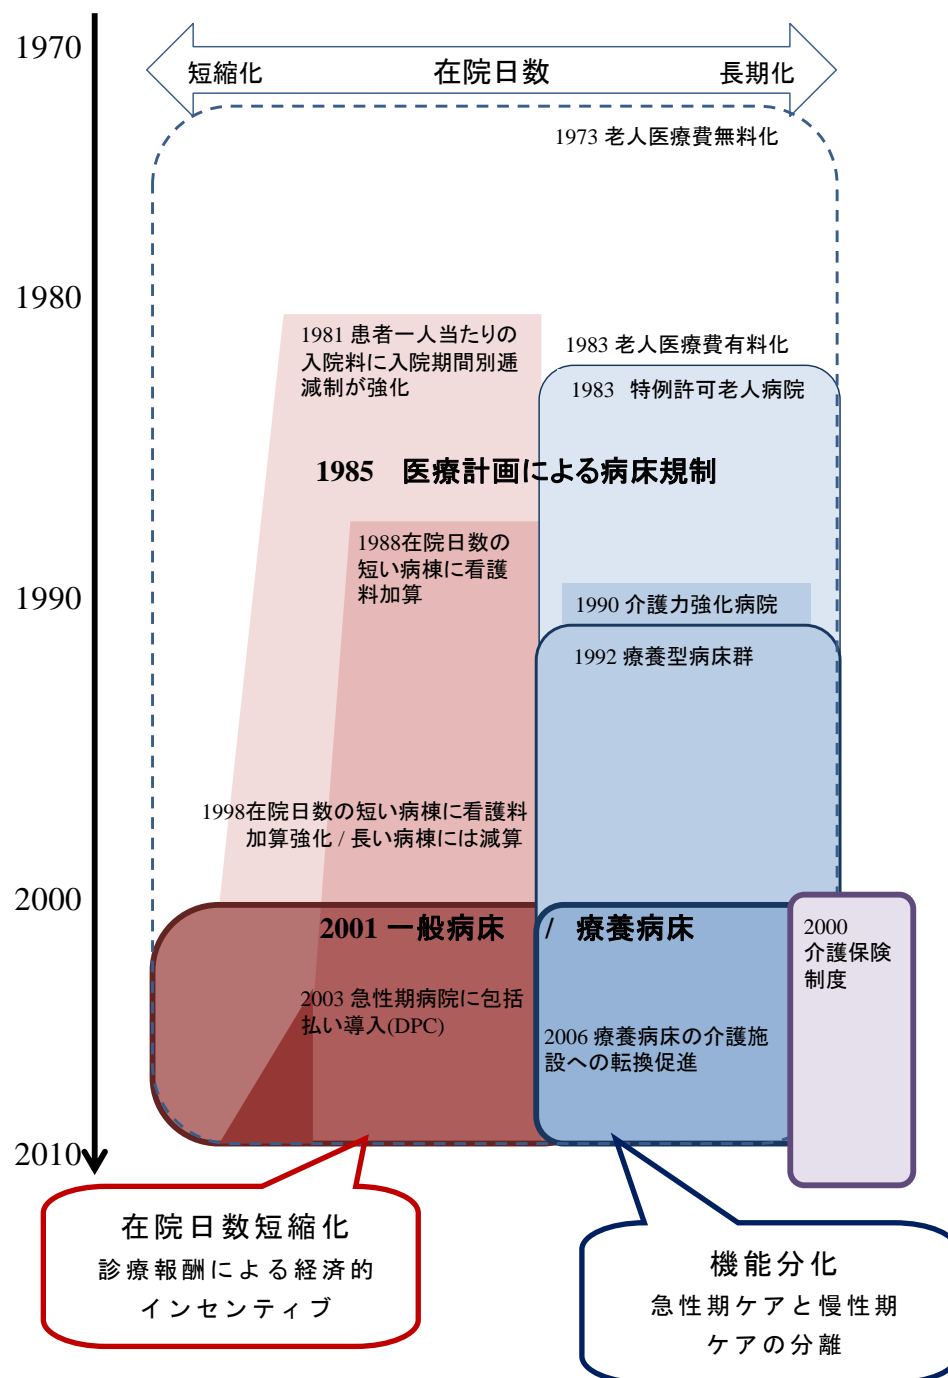 1970
短縮化
在院日数
長期化
1973 老人医療費無料化
1980
1981 患者一人当たりの
入院料に入院期間別逓
減制が強化
1983 老人医療費有料化
1983 特例許可老人病院
1985 医療計画による病床規制
1988在院日数の
短い病棟に看護
料加算
1990
1990 介護力強化病院
1992 療養型病床群
1998在院日数の短い病棟に看護料
加算強化 / 長い病棟には減算
2000
2001 一般病床 / 療養病床
2000
介護保険
制度
2003 急性期病院に包括
払い導入(DPC)
2006 療養病床の介護施
設への転換促進
2010
在院日数短縮化
診療報酬による経済的
インセンティブ
機能分化
急性期ケアと慢性期
ケアの分離